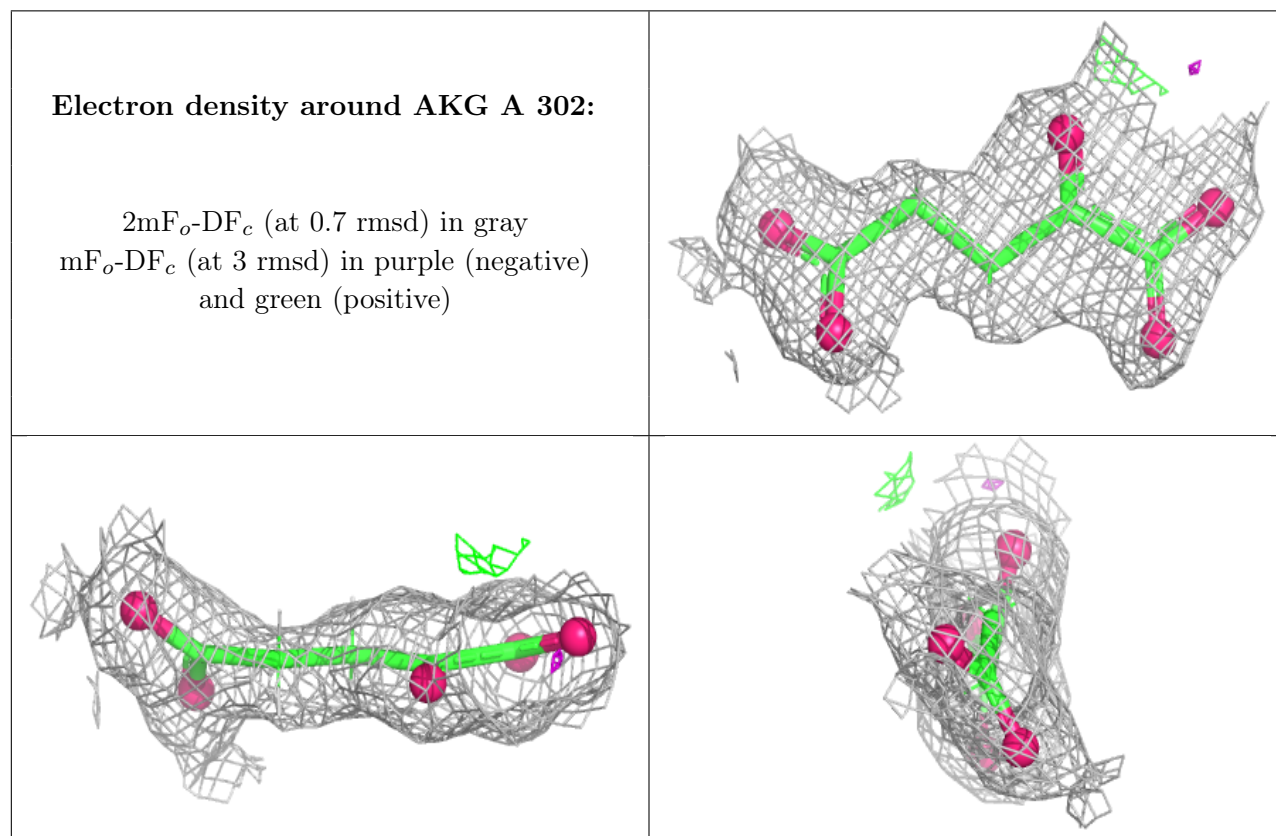 Electron density around AKG A 302:
2mFₒ-DF𝒸 (at 0.7 rmsd) in gray
mFₒ-DF𝒸 (at 3 rmsd) in purple (negative)
and green (positive)